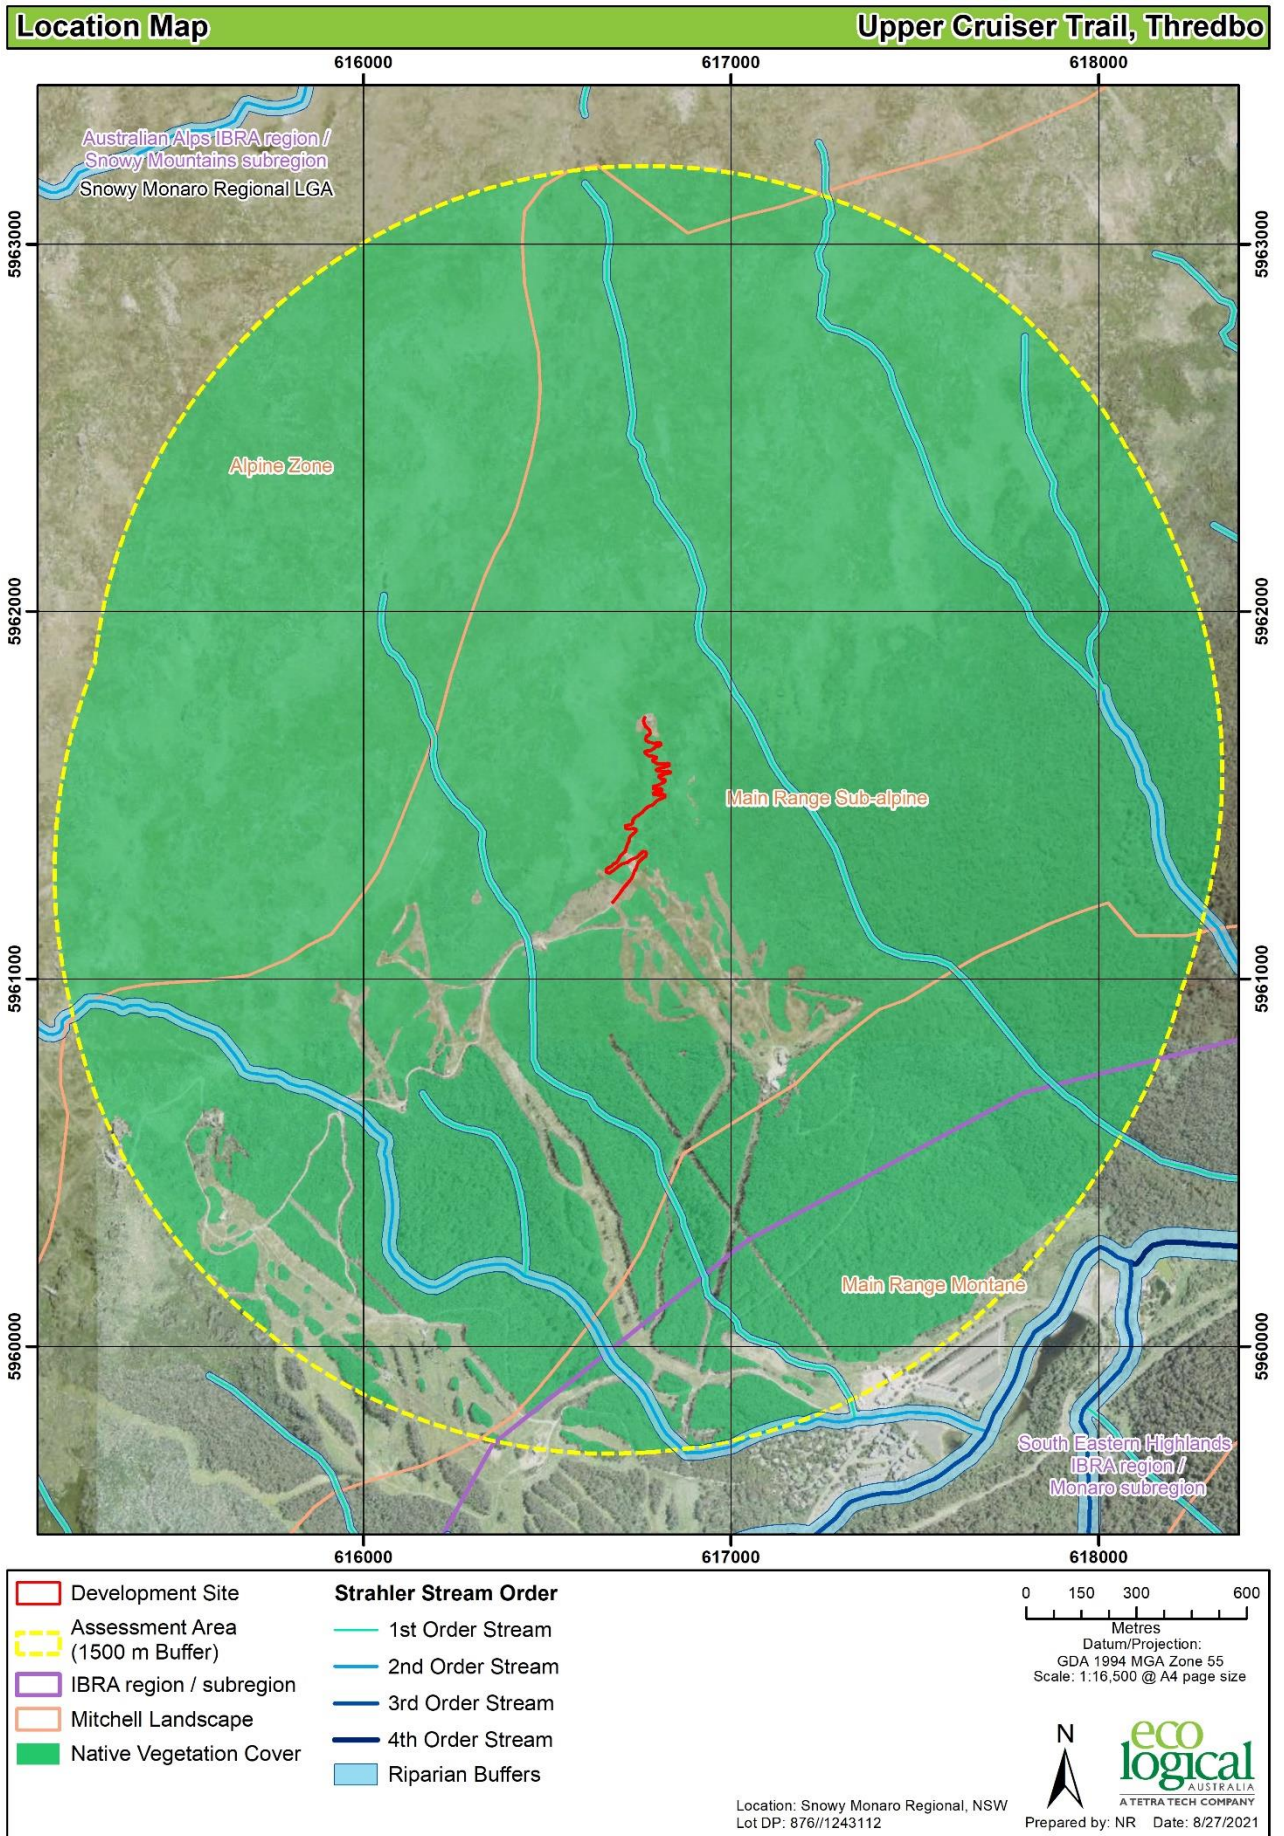 Location Map
Upper Cruiser Trail, Thredbo
616000
617000
618000
Australian Alps IBRA region /
Snowy Mountains subregion
Snowy Monaro Regional LGA
5963000
5963000
Alpine Zone
5962000
5962000
Main Range Sub-alpine
5961000
5961000
Main Range Montane
5960000
5960000
South Eastern Highlands
IBRA region /
Monaro subregion
616000
617000
618000
Development Site
Assessment Area
(1500 m Buffer)
IBRA region / subregion
Mitchell Landscape
Native Vegetation Cover
Strahler Stream Order
1st Order Stream
2nd Order Stream
3rd Order Stream
4th Order Stream
Riparian Buffers
0 150 300 600
Metres
Datum/Projection:
GDA 1994 MGA Zone 55
Scale: 1:16,500 @ A4 page size
N
eco
logical
AUSTRALIA
A TETRA TECH COMPANY
Location: Snowy Monaro Regional, NSW
Lot DP: 876//1243112
Prepared by: NR Date: 8/27/2021